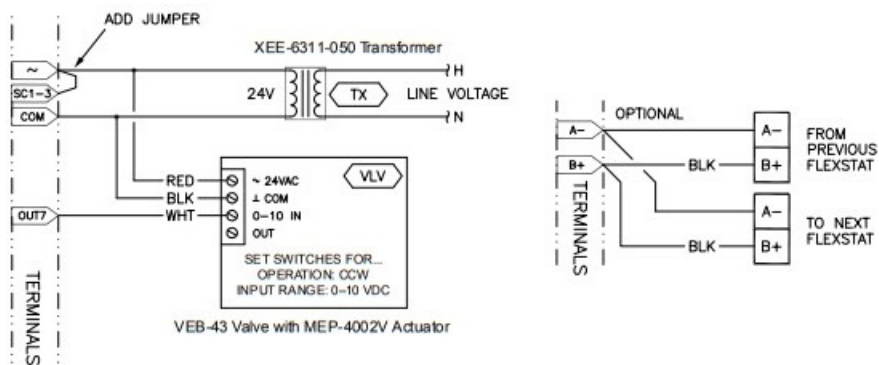 ADD JUMPER
XEE-6311-050 Transformer
~
SC1-3
COM
24V
TX
H
LINE VOLTAGE
N
RED
BLK
WHT
OUT7
~ 24VAC
⊥ COM
0-10 IN
OUT
VLV
SET SWITCHES FOR...
OPERATION: CCW
INPUT RANGE: 0-10 VDC
TERMINALS
VEB-43 Valve with MEP-4002V Actuator
OPTIONAL
A-
B+
BLK
A-
B+
FROM
PREVIOUS
FLEXSTAT
TERMINALS
BLK
A-
B+
TO NEXT
FLEXSTAT